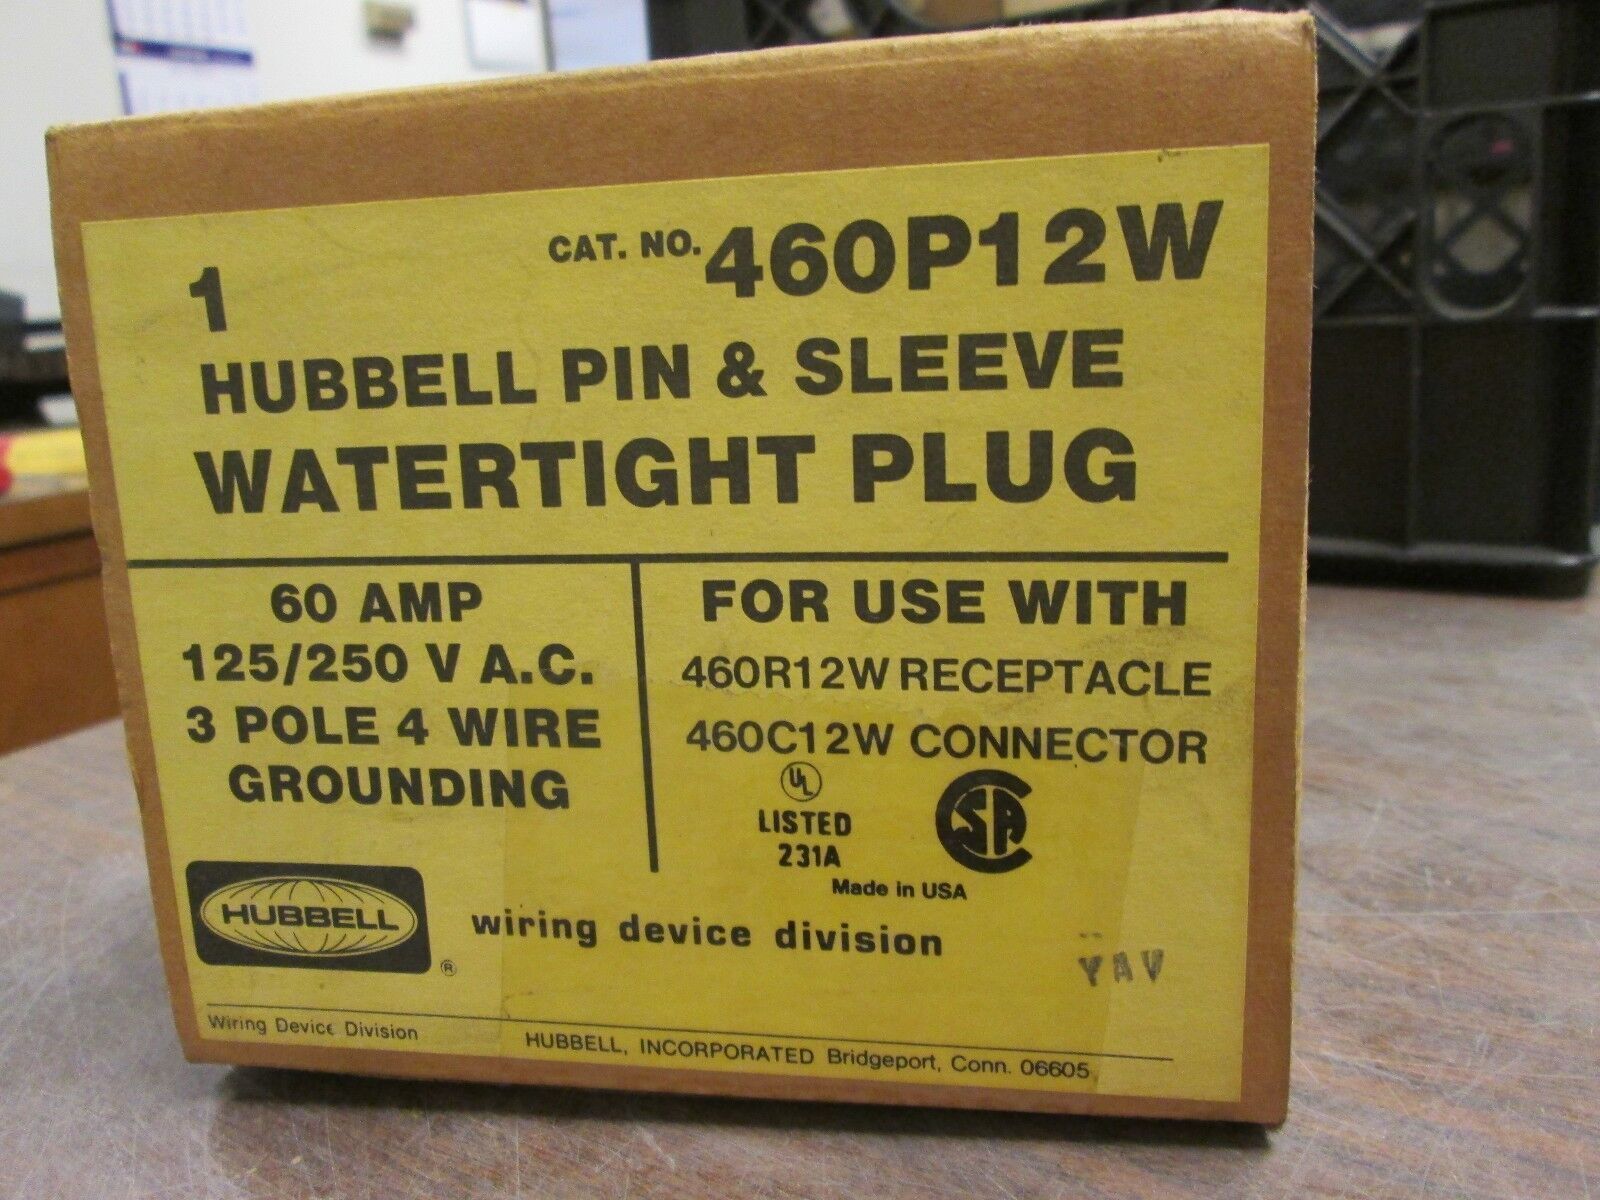 1
CAT. NO. 460P12W
HUBBELL PIN & SLEEVE
WATERTIGHT PLUG
60 AMP
125/250 V A.C.
3 POLE 4 WIRE
GROUNDING
FOR USE WITH
460R12W RECEPTACLE
460C12W CONNECTOR
UL
LISTED
231A
CSA
Made in USA
HUBBELL
®
wiring device division
YAV
Wiring Device Division
HUBBELL, INCORPORATED Bridgeport, Conn. 06605